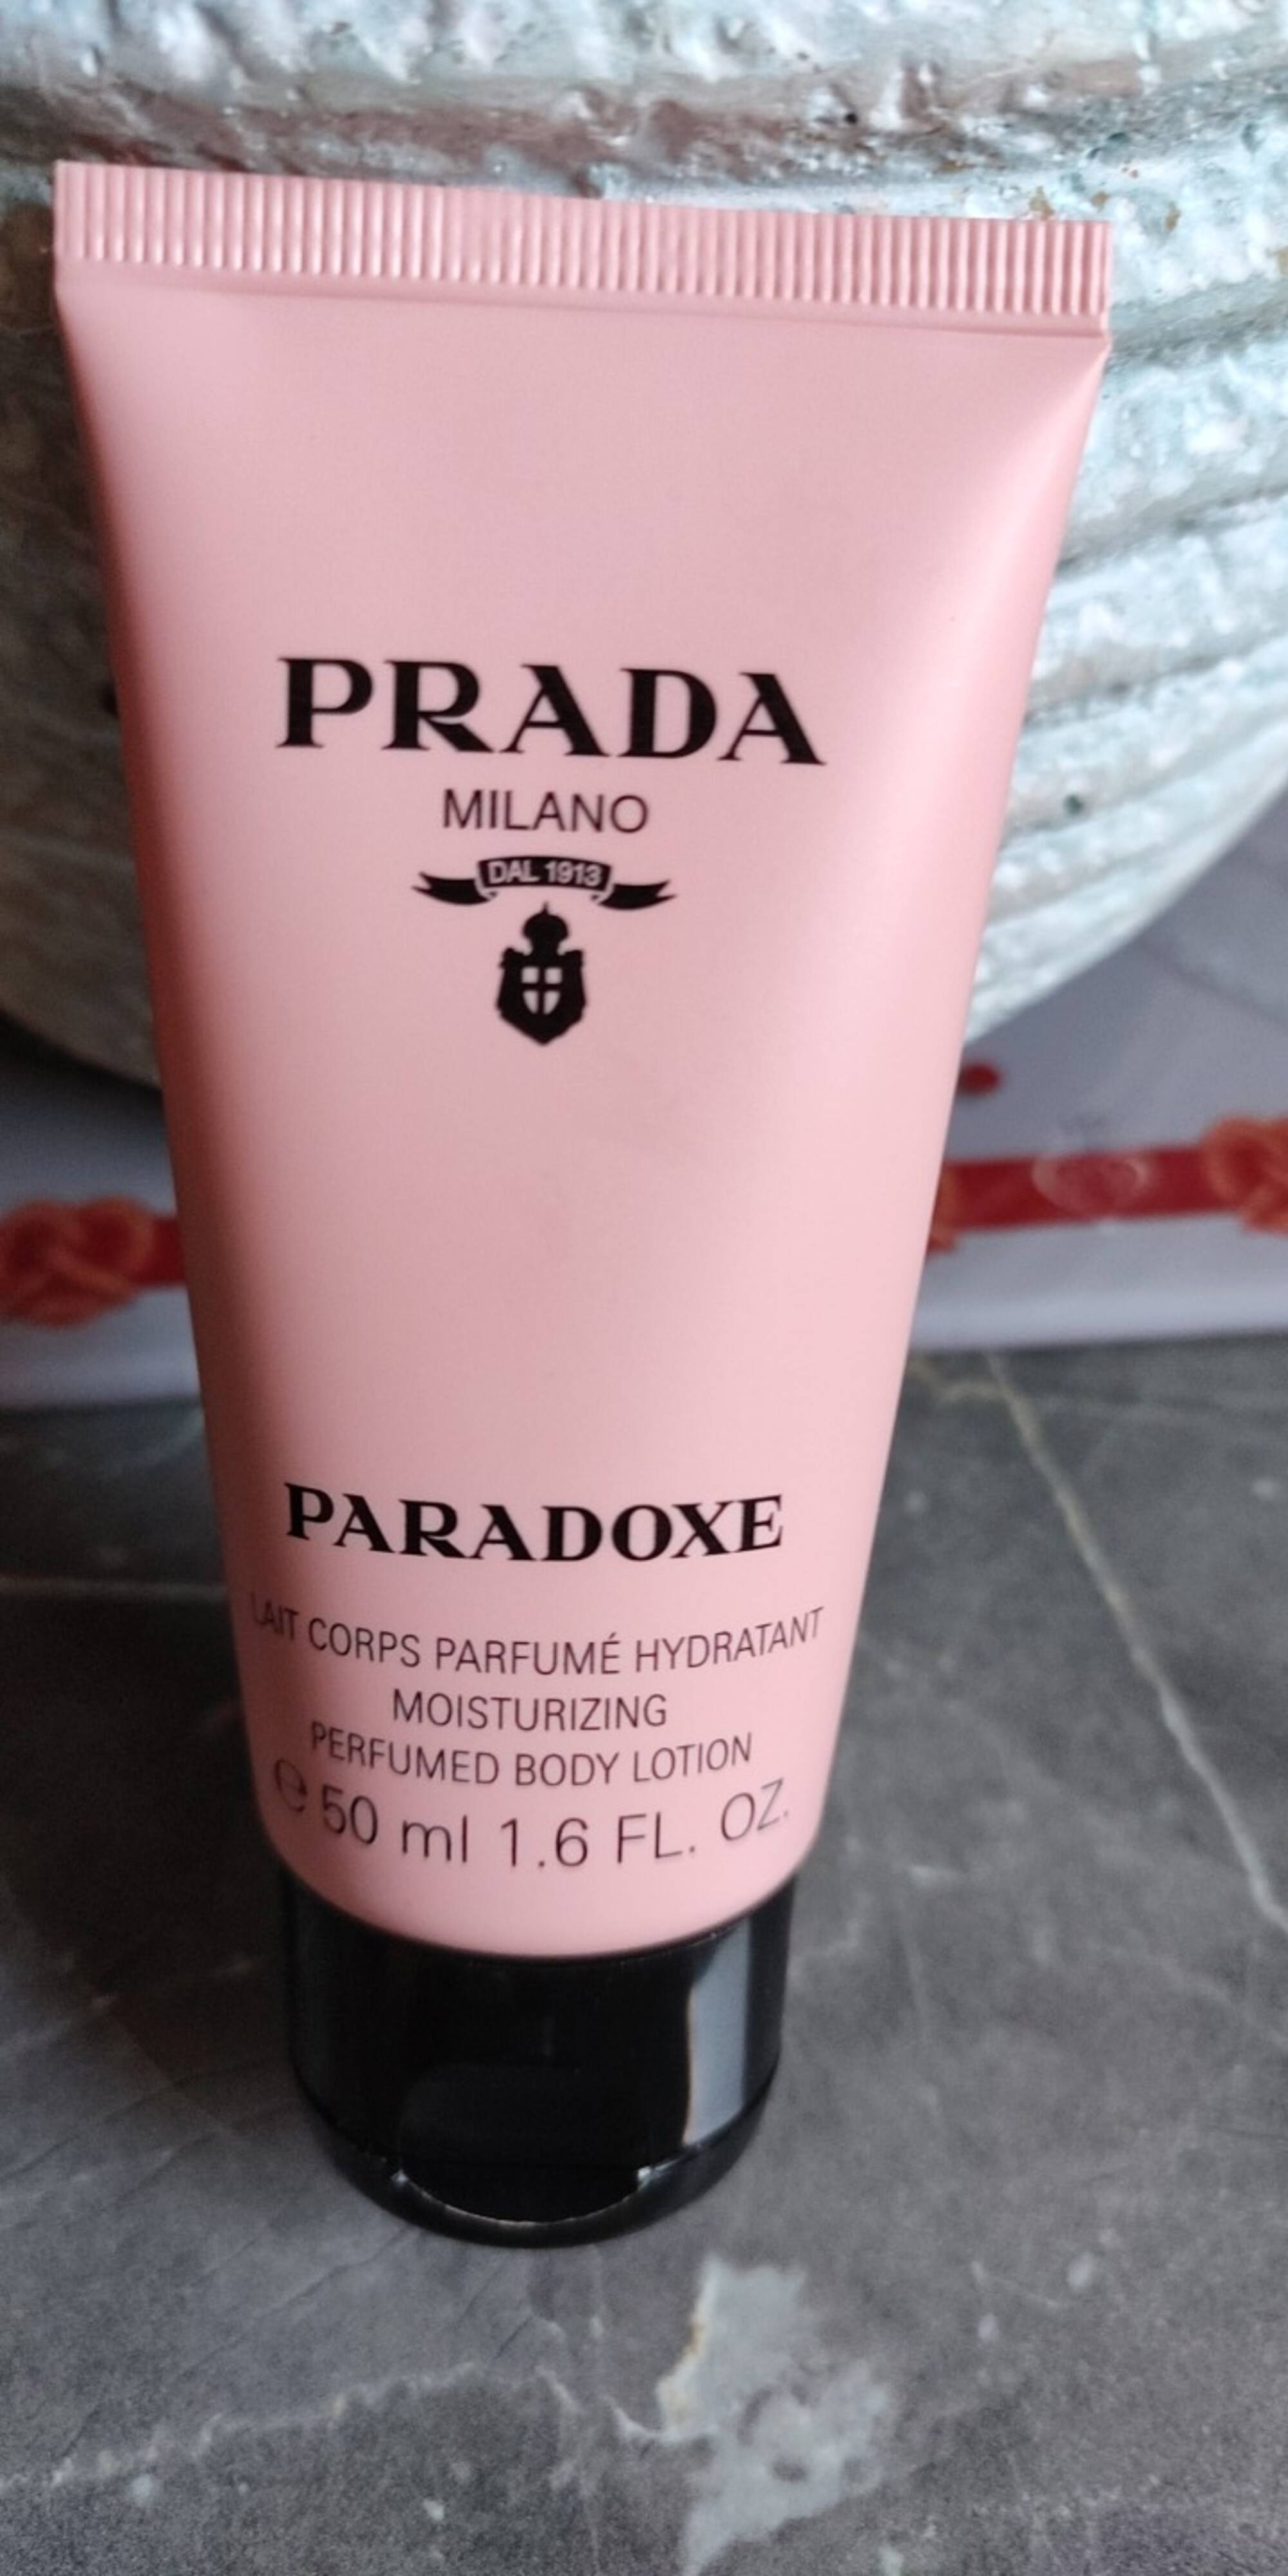 PRADA
MILANO
DAL 1913
PARADOXE
LAIT CORPS PARFUMÉ HYDRATANT
MOISTURIZING
PERFUMED BODY LOTION
℮ 50 ml 1.6 FL. OZ.